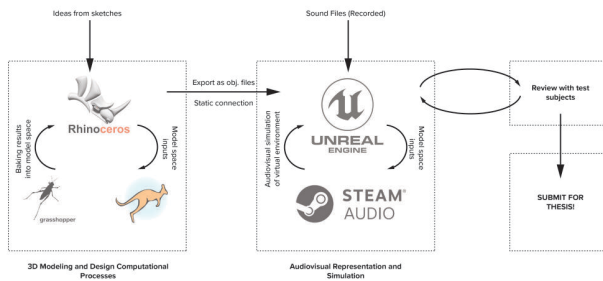 Ideas from sketches
Sound Files (Recorded)
Export as obj. files
Static connection
Rhinoceros
Baking results
into model space
Model space
inputs
grasshopper
UNREAL
ENGINE
Audiovisual simulation
of virtual environment
Model space
inputs
STEAM®
AUDIO
Review with test
subjects
SUBMIT FOR
THESIS!
3D Modeling and Design Computational
Processes
Audiovisual Representation and
Simulation